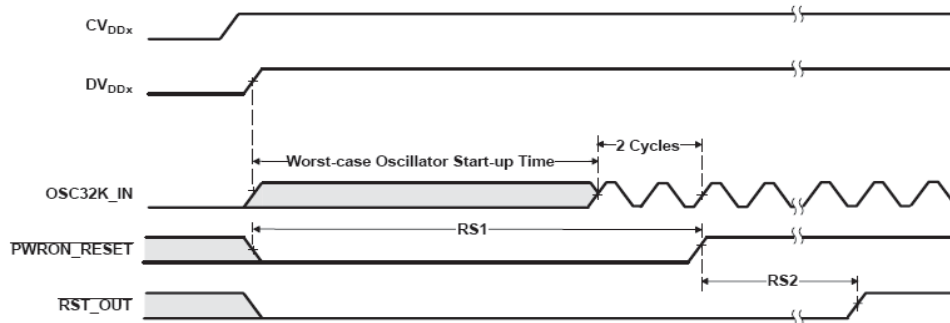 CVDDx
DVDDx
Worst-case Oscillator Start-up Time
2 Cycles
OSC32K_IN
RS1
PWRON_RESET
RS2
RST_OUT